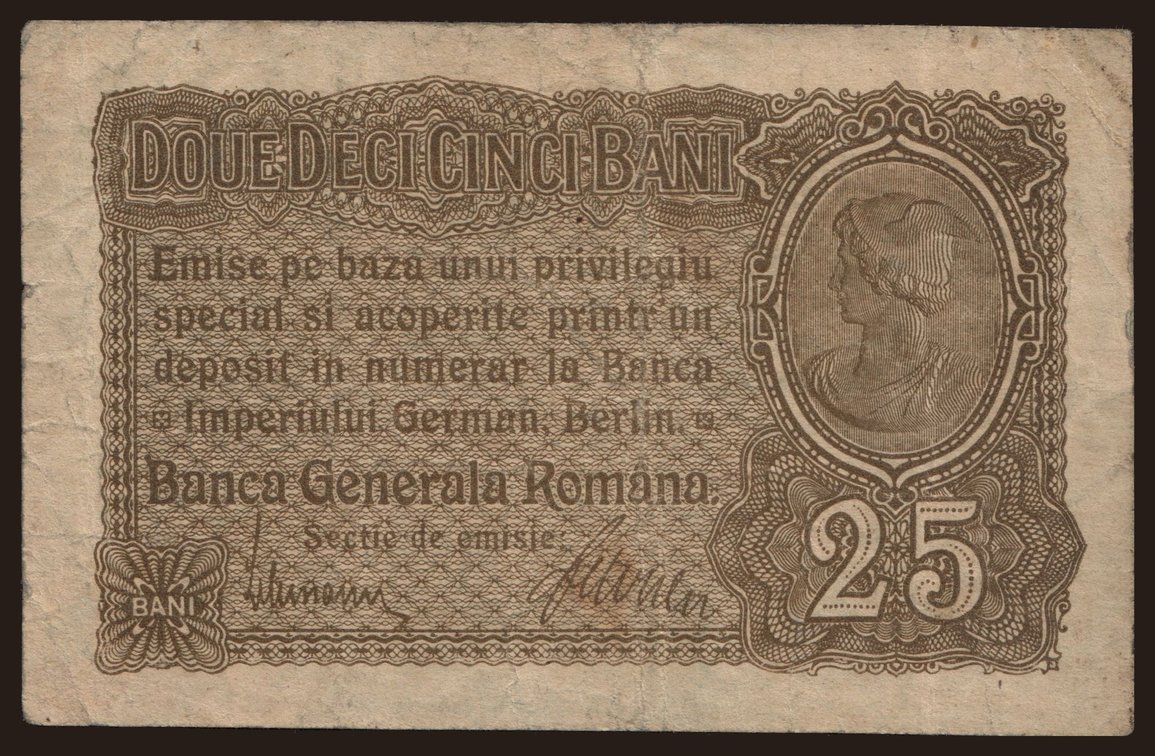 DOUE DECI CINCI BANI
Emise pe baza unui privilegiu
special si acoperite printr'un
deposit in numerar la Banca
Imperiului German, Berlin.
Banca Generala Româna.
Sectie de emisie:
BANI
25